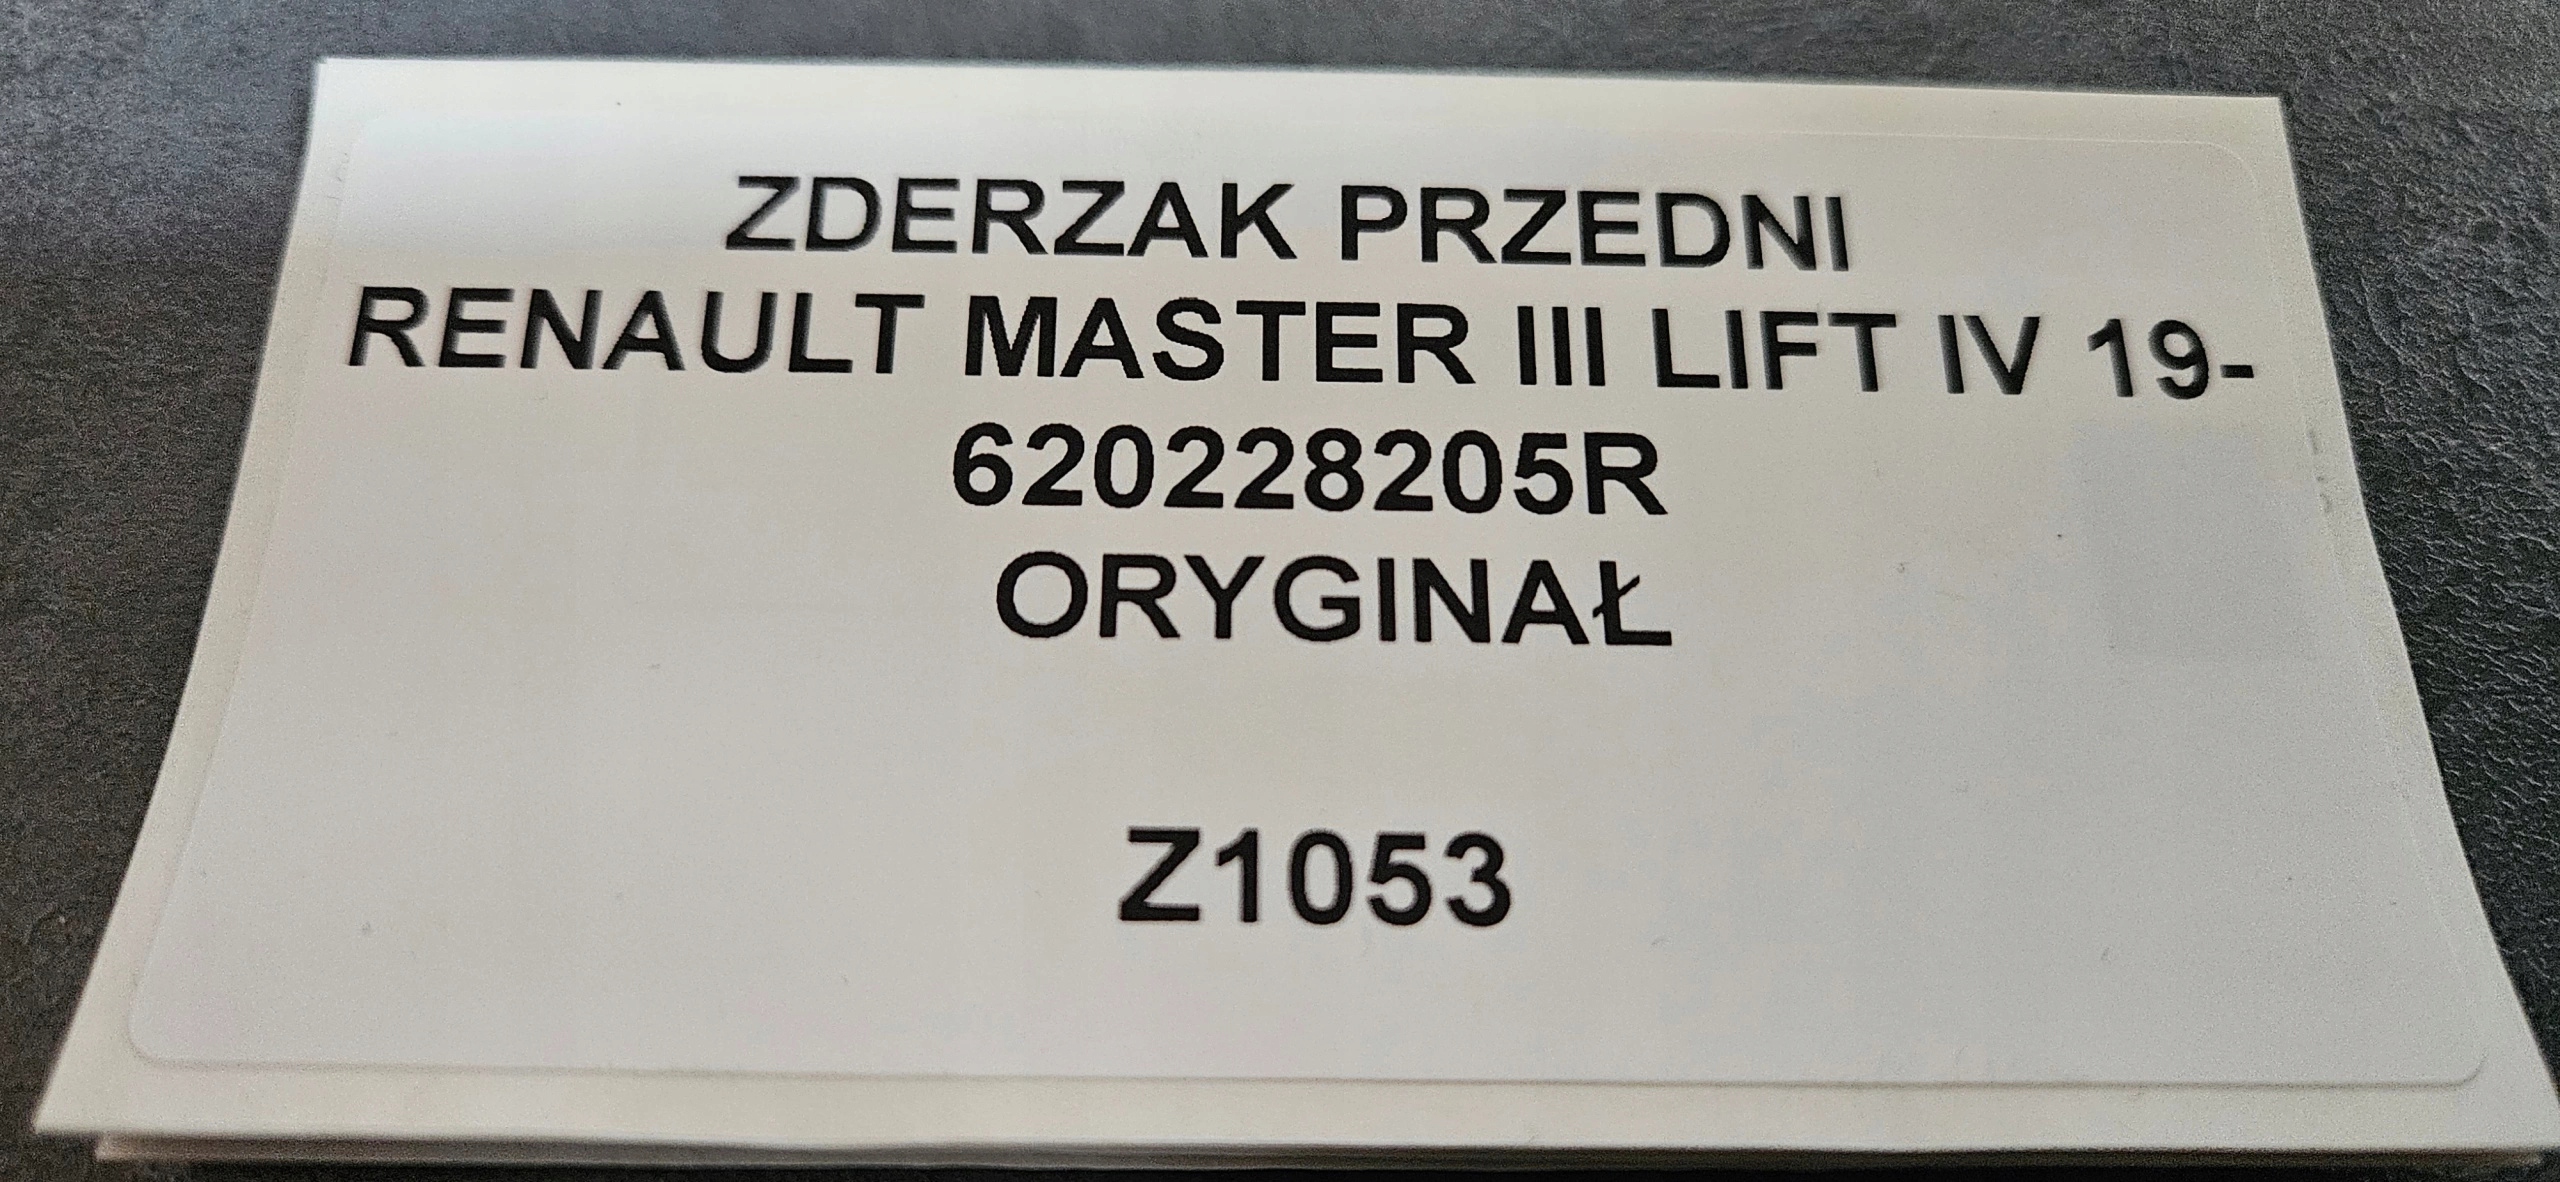 ZDERZAK PRZEDNI
RENAULT MASTER III LIFT IV 19-
620228205R
ORYGINAŁ
Z1053